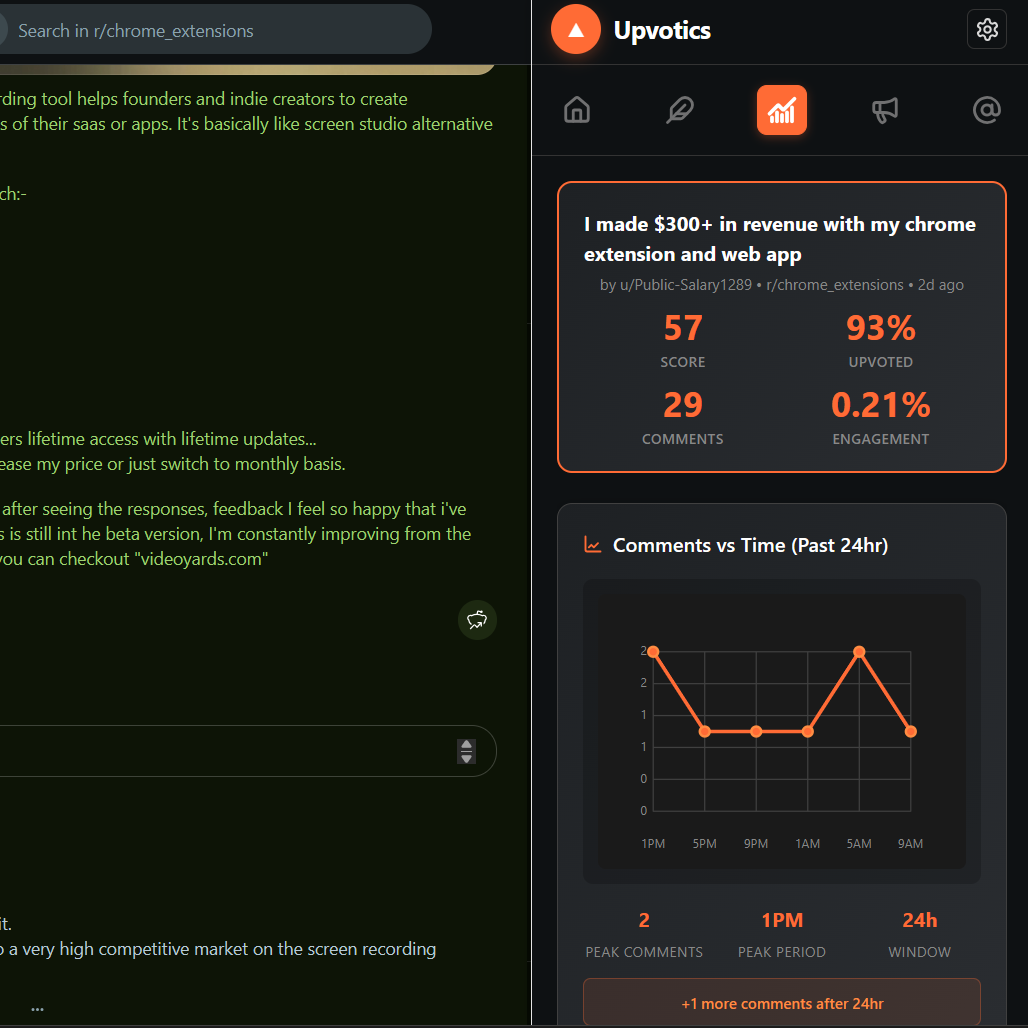 Search in r/chrome_extensions
rding tool helps founders and indie creators to create
s of their saas or apps. It's basically like screen studio alternative
ch:-
ers lifetime access with lifetime updates...
ease my price or just switch to monthly basis.
after seeing the responses, feedback I feel so happy that i've
s is still int he beta version, I'm constantly improving from the
you can checkout "videoyards.com"
it.
o a very high competitive market on the screen recording
...
Upvotics
I made $300+ in revenue with my chrome
extension and web app
by u/Public-Salary1289 • r/chrome_extensions • 2d ago
57
93%
SCORE
UPVOTED
29
0.21%
COMMENTS
ENGAGEMENT
Comments vs Time (Past 24hr)
2
2
1
1
0
0
1PM 5PM 9PM 1AM 5AM 9AM
2
1PM
24h
PEAK COMMENTS
PEAK PERIOD
WINDOW
+1 more comments after 24hr